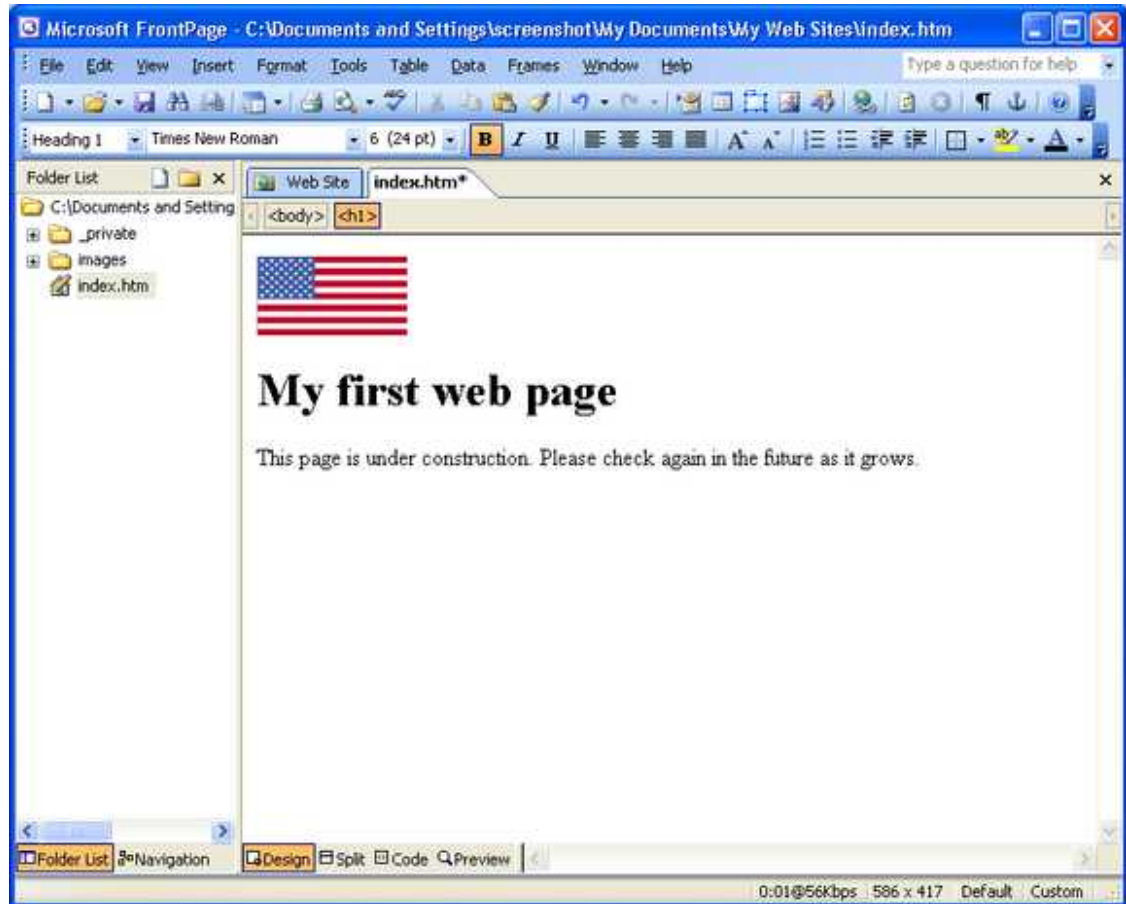 Microsoft FrontPage - C:\Documents and Settings\screenshot\My Documents\My Web Sites\index.htm
File Edit View Insert Format Tools Table Data Frames Window Help Type a question for help
Heading 1 Times New Roman 6 (24 pt) B I U A A A
Folder List Web Site index.htm*
C:\Documents and Setting <body> <h1>
_private
images
index.htm
My first web page
This page is under construction. Please check again in the future as it grows.
Folder List Navigation Design Split Code Preview
0:01@56Kbps 586 x 417 Default Custom